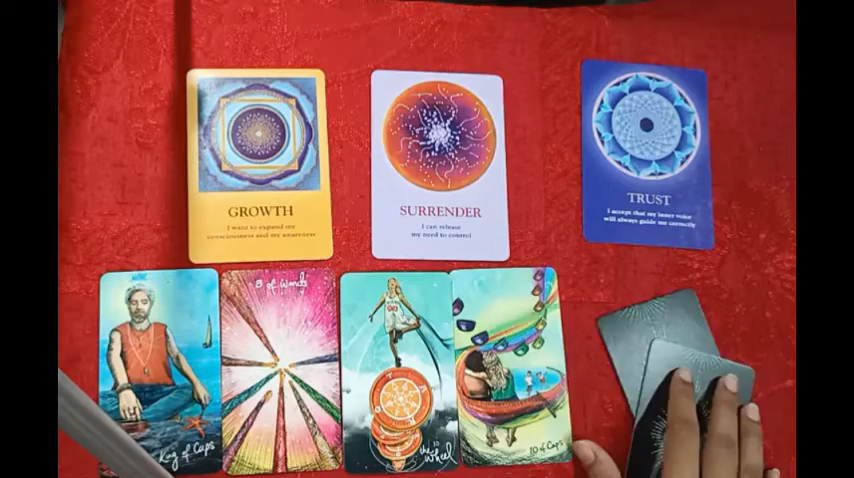 GROWTH
I want to expand my
consciousness and my awareness
SURRENDER
I can release
my need to control
TRUST
I accept that my inner voice
will always guide me correctly
King of Cups
8 of Wands
10
the Wheel
10 of Cups